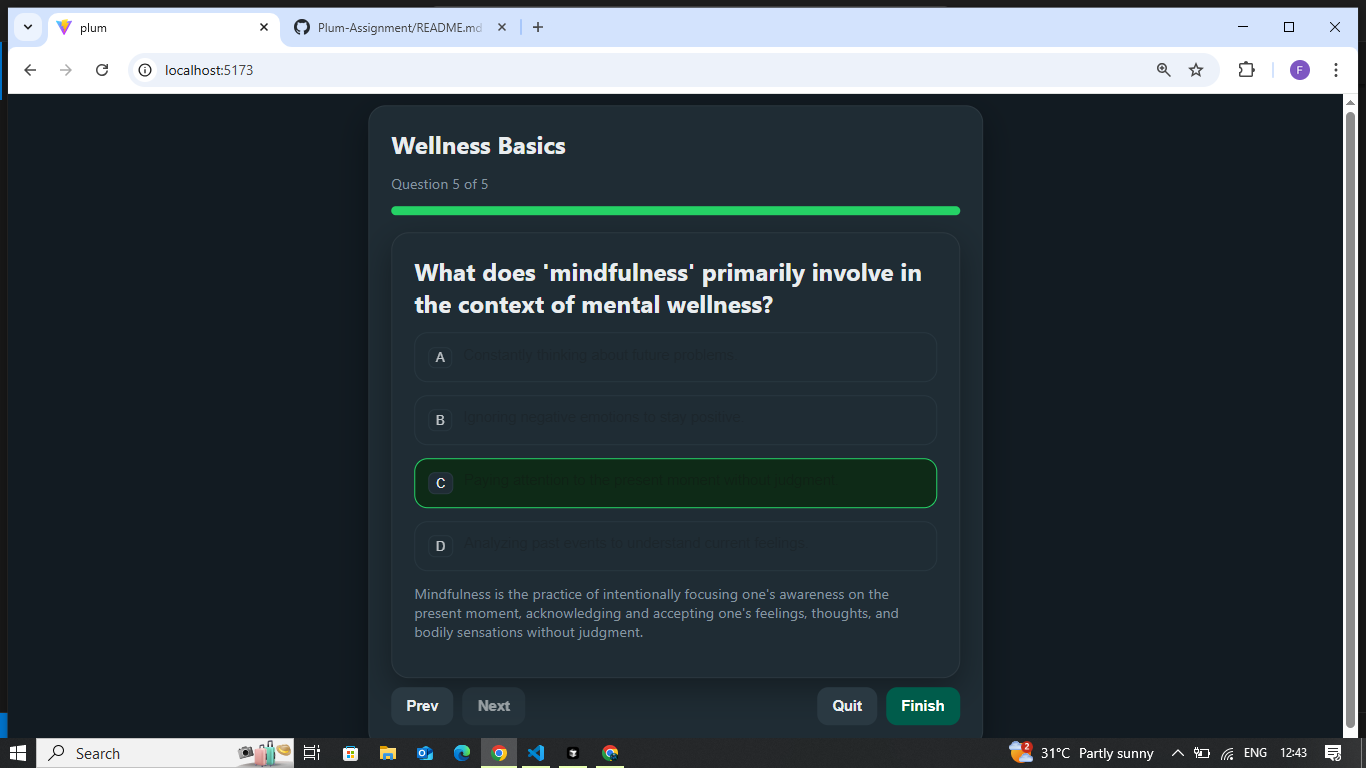 plum
Plum-Assignment/README.md
localhost:5173
F
Wellness Basics
Question 5 of 5
What does 'mindfulness' primarily involve in
the context of mental wellness?
A Constantly thinking about future problems
B Ignoring negative emotions to stay positive
C Paying attention to the present moment without judgment
D Analyzing past events to understand current feelings
Mindfulness is the practice of intentionally focusing one's awareness on the
present moment, acknowledging and accepting one's feelings, thoughts, and
bodily sensations without judgment.
Prev Next Quit Finish
Search 2 31°C Partly sunny ENG 12:43